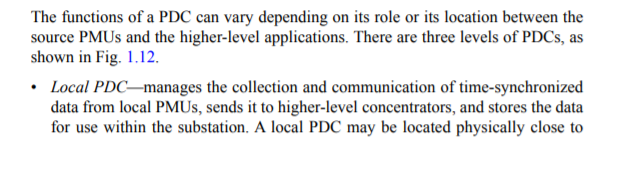 The functions of a PDC can vary depending on its role or its location between the
source PMUs and the higher-level applications. There are three levels of PDCs, as
shown in Fig. 1.12.
• Local PDC—manages the collection and communication of time-synchronized
data from local PMUs, sends it to higher-level concentrators, and stores the data
for use within the substation. A local PDC may be located physically close to